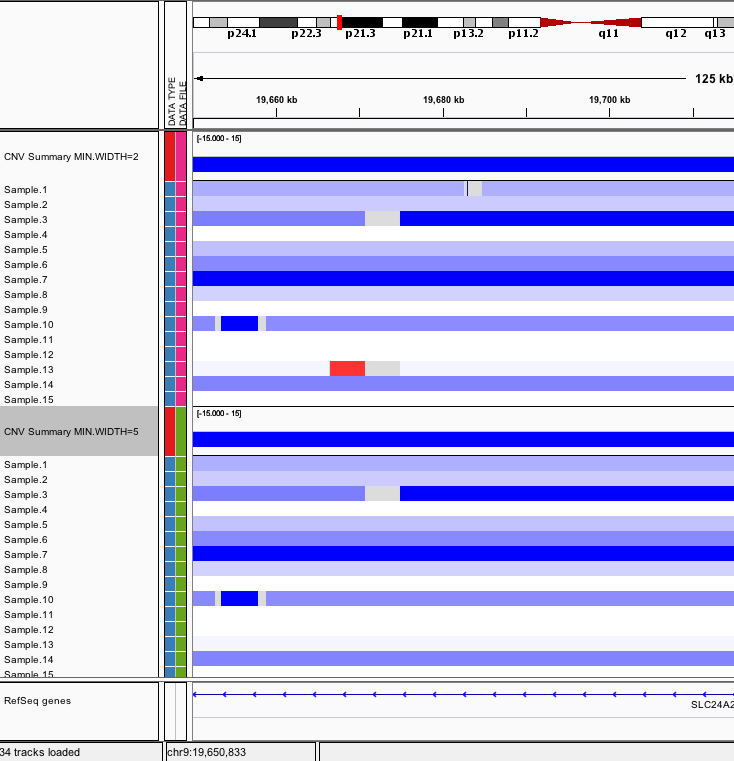 p24.1 p22.3 p21.3 p21.1 p13.2 p11.2 q11 q12 q13
125 kb
19,660 kb 19,680 kb 19,700 kb
DATA TYPE
DATA FILE
[-15.000 - 15]
CNV Summary MIN.WIDTH=2
Sample.1
Sample.2
Sample.3
Sample.4
Sample.5
Sample.6
Sample.7
Sample.8
Sample.9
Sample.10
Sample.11
Sample.12
Sample.13
Sample.14
Sample.15
[-15.000 - 15]
CNV Summary MIN.WIDTH=5
Sample.1
Sample.2
Sample.3
Sample.4
Sample.5
Sample.6
Sample.7
Sample.8
Sample.9
Sample.10
Sample.11
Sample.12
Sample.13
Sample.14
Sample.15
RefSeq genes
SLC24A2
34 tracks loaded
chr9:19,650,833